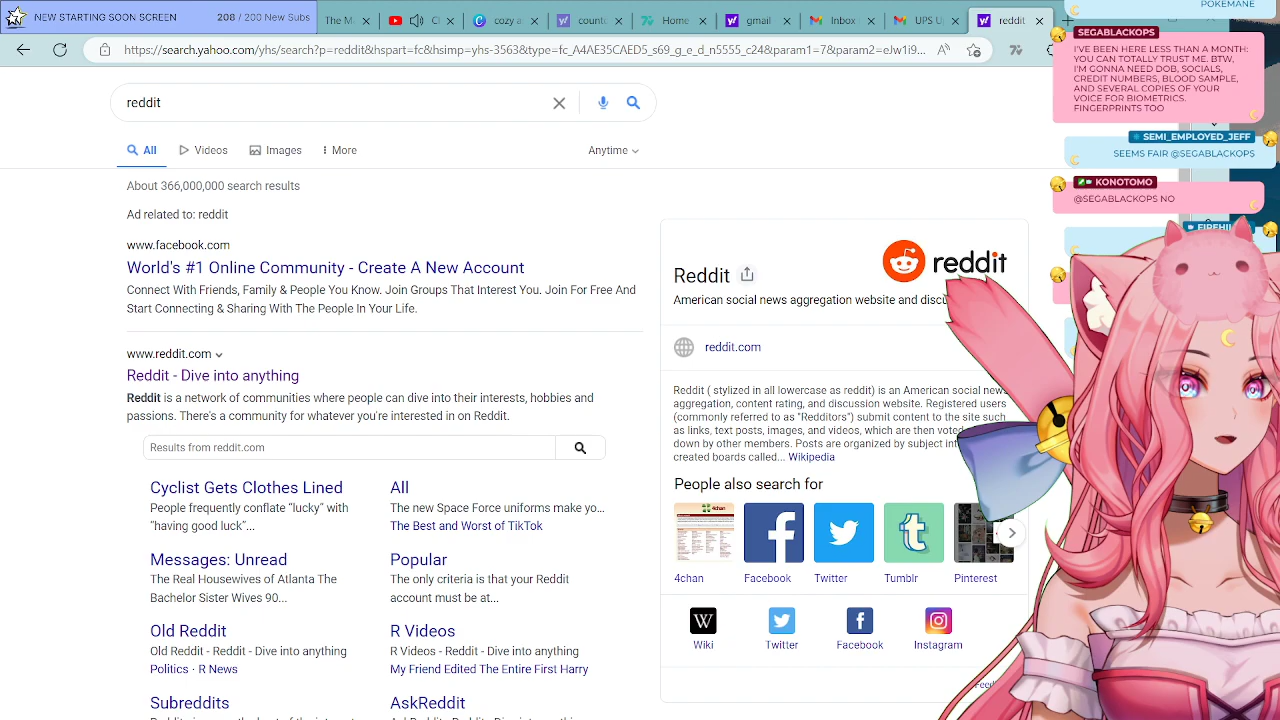 NEW STARTING SOON SCREEN 208 / 200 New Subs
The M
cozy a
countd
Home
gmail
Inbox
UPS U
reddit
https://search.yahoo.com/yhs/search?p=reddit&hsimp=yhs-3563&type=fc_A4AE35CAED5_s69_g_e_d_n5555_c248&param1=7&param2=eJw1i9...
reddit
All
Videos
Images
More
Anytime
About 366,000,000 search results
Ad related to: reddit
www.facebook.com
World's #1 Online Community - Create A New Account
Connect With Friends, Family & People You Know. Join Groups That Interest You. Join For Free And
Start Connecting & Sharing With The People In Your Life.
www.reddit.com
Reddit - Dive into anything
Reddit is a network of communities where people can dive into their interests, hobbies and
passions. There's a community for whatever you're interested in on Reddit.
Results from reddit.com
Cyclist Gets Clothes Lined
People frequently conflate “lucky” with
“having good luck”...
All
The new Space Force uniforms make yo...
The Best and Worst of TikTok
Messages: Unread
The Real Housewives of Atlanta The
Bachelor Sister Wives 90...
Popular
The only criteria is that your Reddit
account must be at...
Old Reddit
Old Reddit - Reddit - Dive into anything
Politics · R News
R Videos
R Videos - Reddit - Dive into anything
My Friend Edited The Entire First Harry
Subreddits
AskReddit
Reddit
American social news aggregation website and discu
reddit
reddit.com
Reddit ( stylized in all lowercase as reddit) is an American social news
aggregation, content rating, and discussion website. Registered users
(commonly referred to as "Redditors") submit content to the site such
as links, text posts, images, and videos, which are then voted
down by other members. Posts are organized by subject int
created boards called... Wikipedia
People also search for
4chan
4chan
Facebook
Twitter
Tumblr
Pinterest
Wiki
Twitter
Facebook
Instagram
Feed
POKEMANE
SEGABLACKOPS
I'VE BEEN HERE LESS THAN A MONTH:
YOU CAN TOTALLY TRUST ME. BTW,
I'M GONNA NEED DOB, SOCIALS,
CREDIT NUMBERS, BLOOD SAMPLE,
AND SEVERAL COPIES OF YOUR
VOICE FOR BIOMETRICS.
FINGERPRINTS TOO
SEMI_EMPLOYED_JEFF
SEEMS FAIR @SEGABLACKOPS
KONOTOMO
@SEGABLACKOPS NO